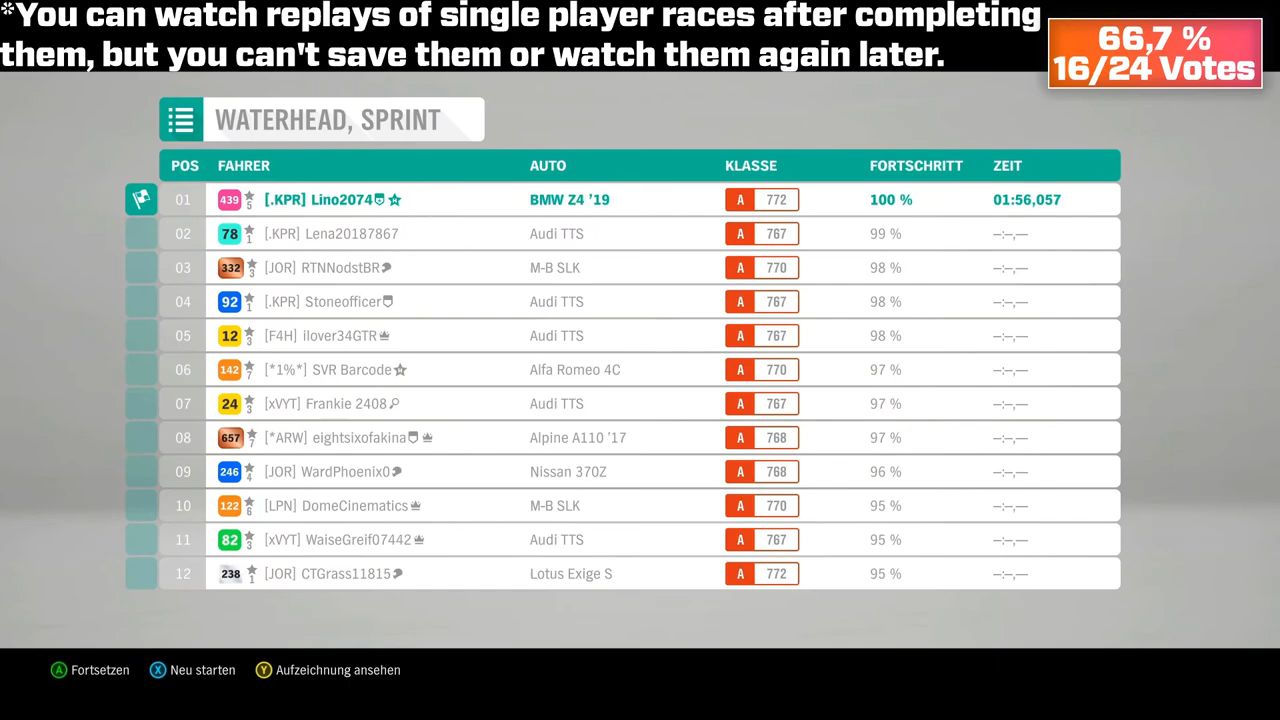 *You can watch replays of single player races after completing
them, but you can't save them or watch them again later.
66,7 %
16/24 Votes
WATERHEAD, SPRINT
POS FAHRER AUTO KLASSE FORTSCHRITT ZEIT
01 439 5 [.KPR] Lino2074 BMW Z4 '19 A 772 100 % 01:56,057
02 78 1 [.KPR] Lena20187867 Audi TTS A 767 99 % –:–,––
03 332 3 [JOR] RTNNodstBR M-B SLK A 770 98 % –:–,––
04 92 1 [.KPR] Stoneofficer Audi TTS A 767 98 % –:–,––
05 12 3 [F4H] ilover34GTR Audi TTS A 767 98 % –:–,––
06 142 7 [*1%*] SVR Barcode Alfa Romeo 4C A 770 97 % –:–,––
07 24 3 [xVYT] Frankie 2408 Audi TTS A 767 97 % –:–,––
08 657 7 [*ARW] eightsixofakina Alpine A110 '17 A 768 97 % –:–,––
09 246 4 [JOR] WardPhoenix0 Nissan 370Z A 768 96 % –:–,––
10 122 6 [LPN] DomeCinematics M-B SLK A 770 95 % –:–,––
11 82 3 [xVYT] WaiseGreif07442 Audi TTS A 767 95 % –:–,––
12 238 1 [JOR] CTGrass11815 Lotus Exige S A 772 95 % –:–,––
A Fortsetzen X Neu starten Y Aufzeichnung ansehen